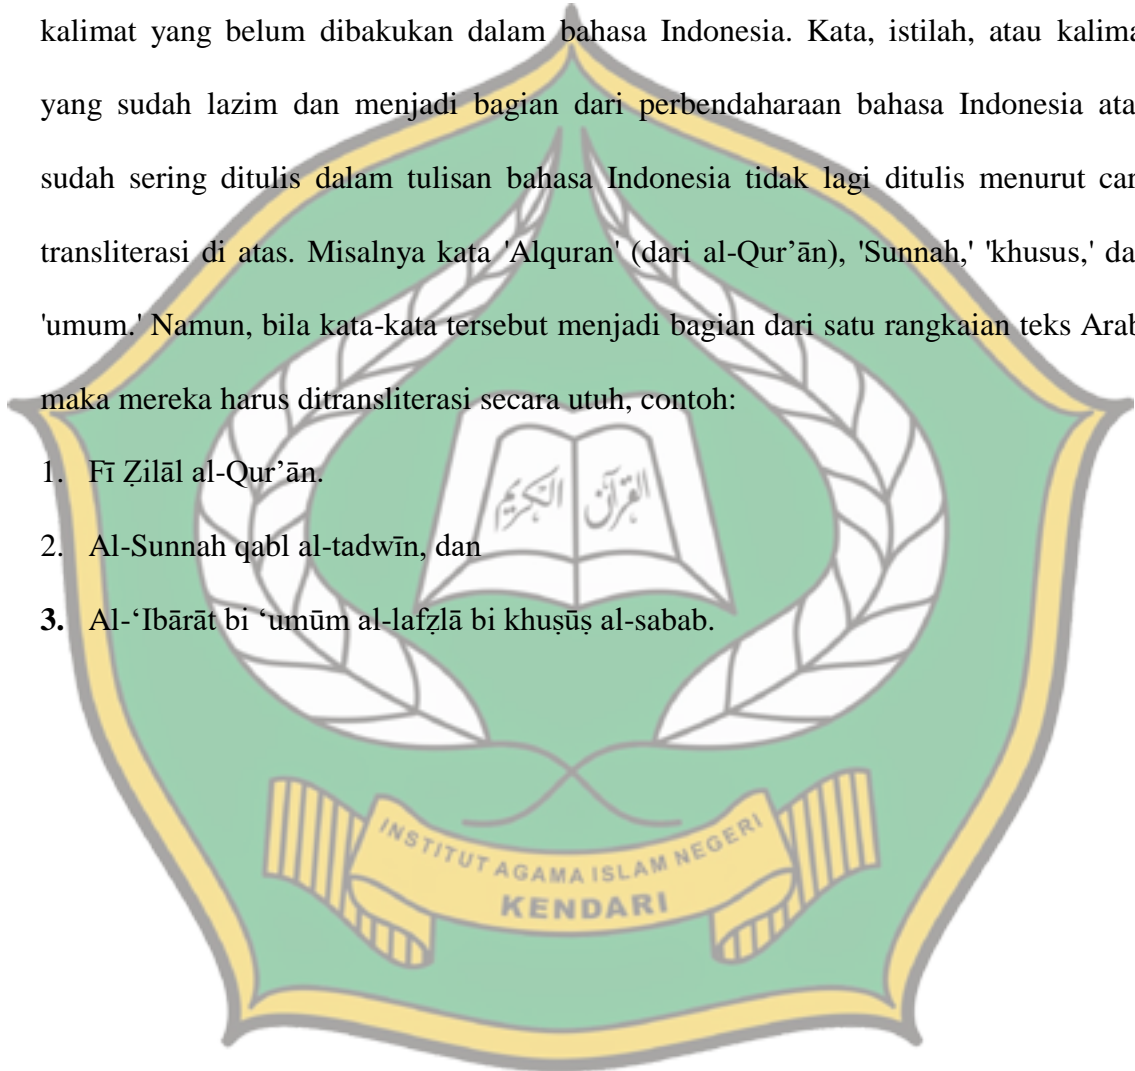 kalimat yang belum dibakukan dalam bahasa Indonesia. Kata, istilah, atau kalima
yang sudah lazim dan menjadi bagian dari perbendaharaan bahasa Indonesia ata
sudah sering ditulis dalam tulisan bahasa Indonesia tidak lagi ditulis menurut car
transliterasi di atas. Misalnya kata 'Alquran' (dari al-Qur’ān), 'Sunnah,' 'khusus,' da
'umum.' Namun, bila kata-kata tersebut menjadi bagian dari satu rangkaian teks Arab
maka mereka harus ditransliterasi secara utuh, contoh:
1. Fī Ẓilāl al-Qur’ān.
القرآن الكريم
2. Al-Sunnah qabl al-tadwīn, dan
3. Al-‘Ibārāt bi ‘umūm al-lafẓlā bi khuṣūṣ al-sabab.
INSTITUT AGAMA ISLAM NEGERI
KENDARI